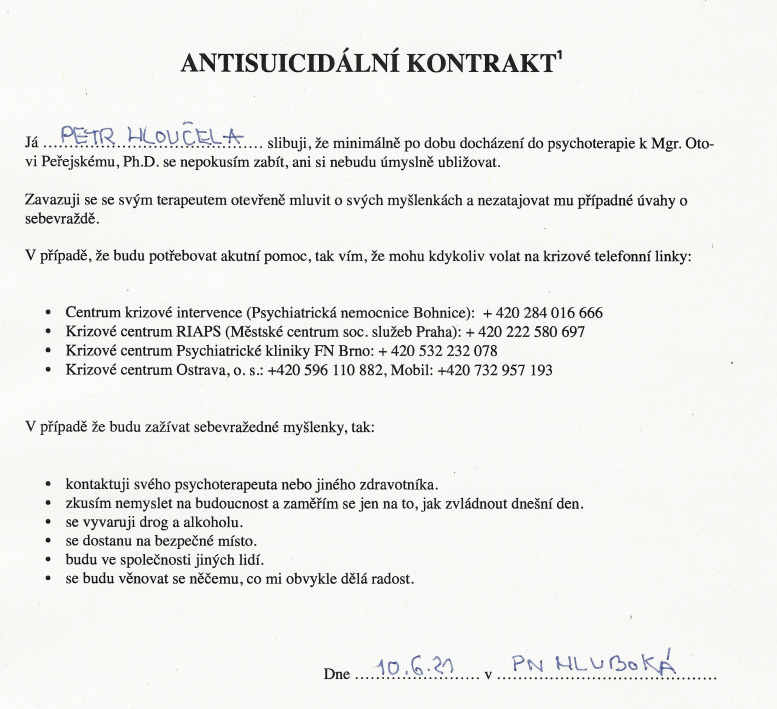 ANTISUICIDÁLNÍ KONTRAKT¹
Já PETR HLOUČELA slibuji, že minimálně po dobu docházení do psychoterapie k Mgr. Oto-
vi Peřejskému, Ph.D. se nepokusím zabít, ani si nebudu úmyslně ubližovat.
Zavazuji se se svým terapeutem otevřeně mluvit o svých myšlenkách a nezatajovat mu případné úvahy o
sebevraždě.
V případě, že budu potřebovat akutní pomoc, tak vím, že mohu kdykoliv volat na krizové telefonní linky:
• Centrum krizové intervence (Psychiatrická nemocnice Bohnice): + 420 284 016 666
• Krizové centrum RIAPS (Městské centrum soc. služeb Praha): + 420 222 580 697
• Krizové centrum Psychiatrické kliniky FN Brno: + 420 532 232 078
• Krizové centrum Ostrava, o. s.: +420 596 110 882, Mobil: +420 732 957 193
V případě že budu zažívat sebevražedné myšlenky, tak:
• kontaktuji svého psychoterapeuta nebo jiného zdravotníka.
• zkusím nemyslet na budoucnost a zaměřím se jen na to, jak zvládnout dnešní den.
• se vyvaruji drog a alkoholu.
• se dostanu na bezpečné místo.
• budu ve společnosti jiných lidí.
• se budu věnovat se něčemu, co mi obvykle dělá radost.
Dne 10.6.21 v PN HLUBOKÁ